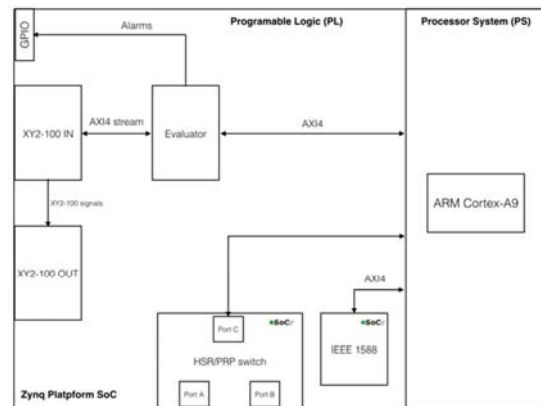 Programable Logic (PL)
Processor System (PS)
GPIO
Alarms
XY2-100 IN
AXI4 stream
Evaluator
AXI4
XY2-100 signals
ARM Cortex-A9
XY2-100 OUT
AXI4
Port C
SoCe
SoCe
HSR/PRP switch
IEEE 1588
Port A
Port B
Zynq Platpform SoC